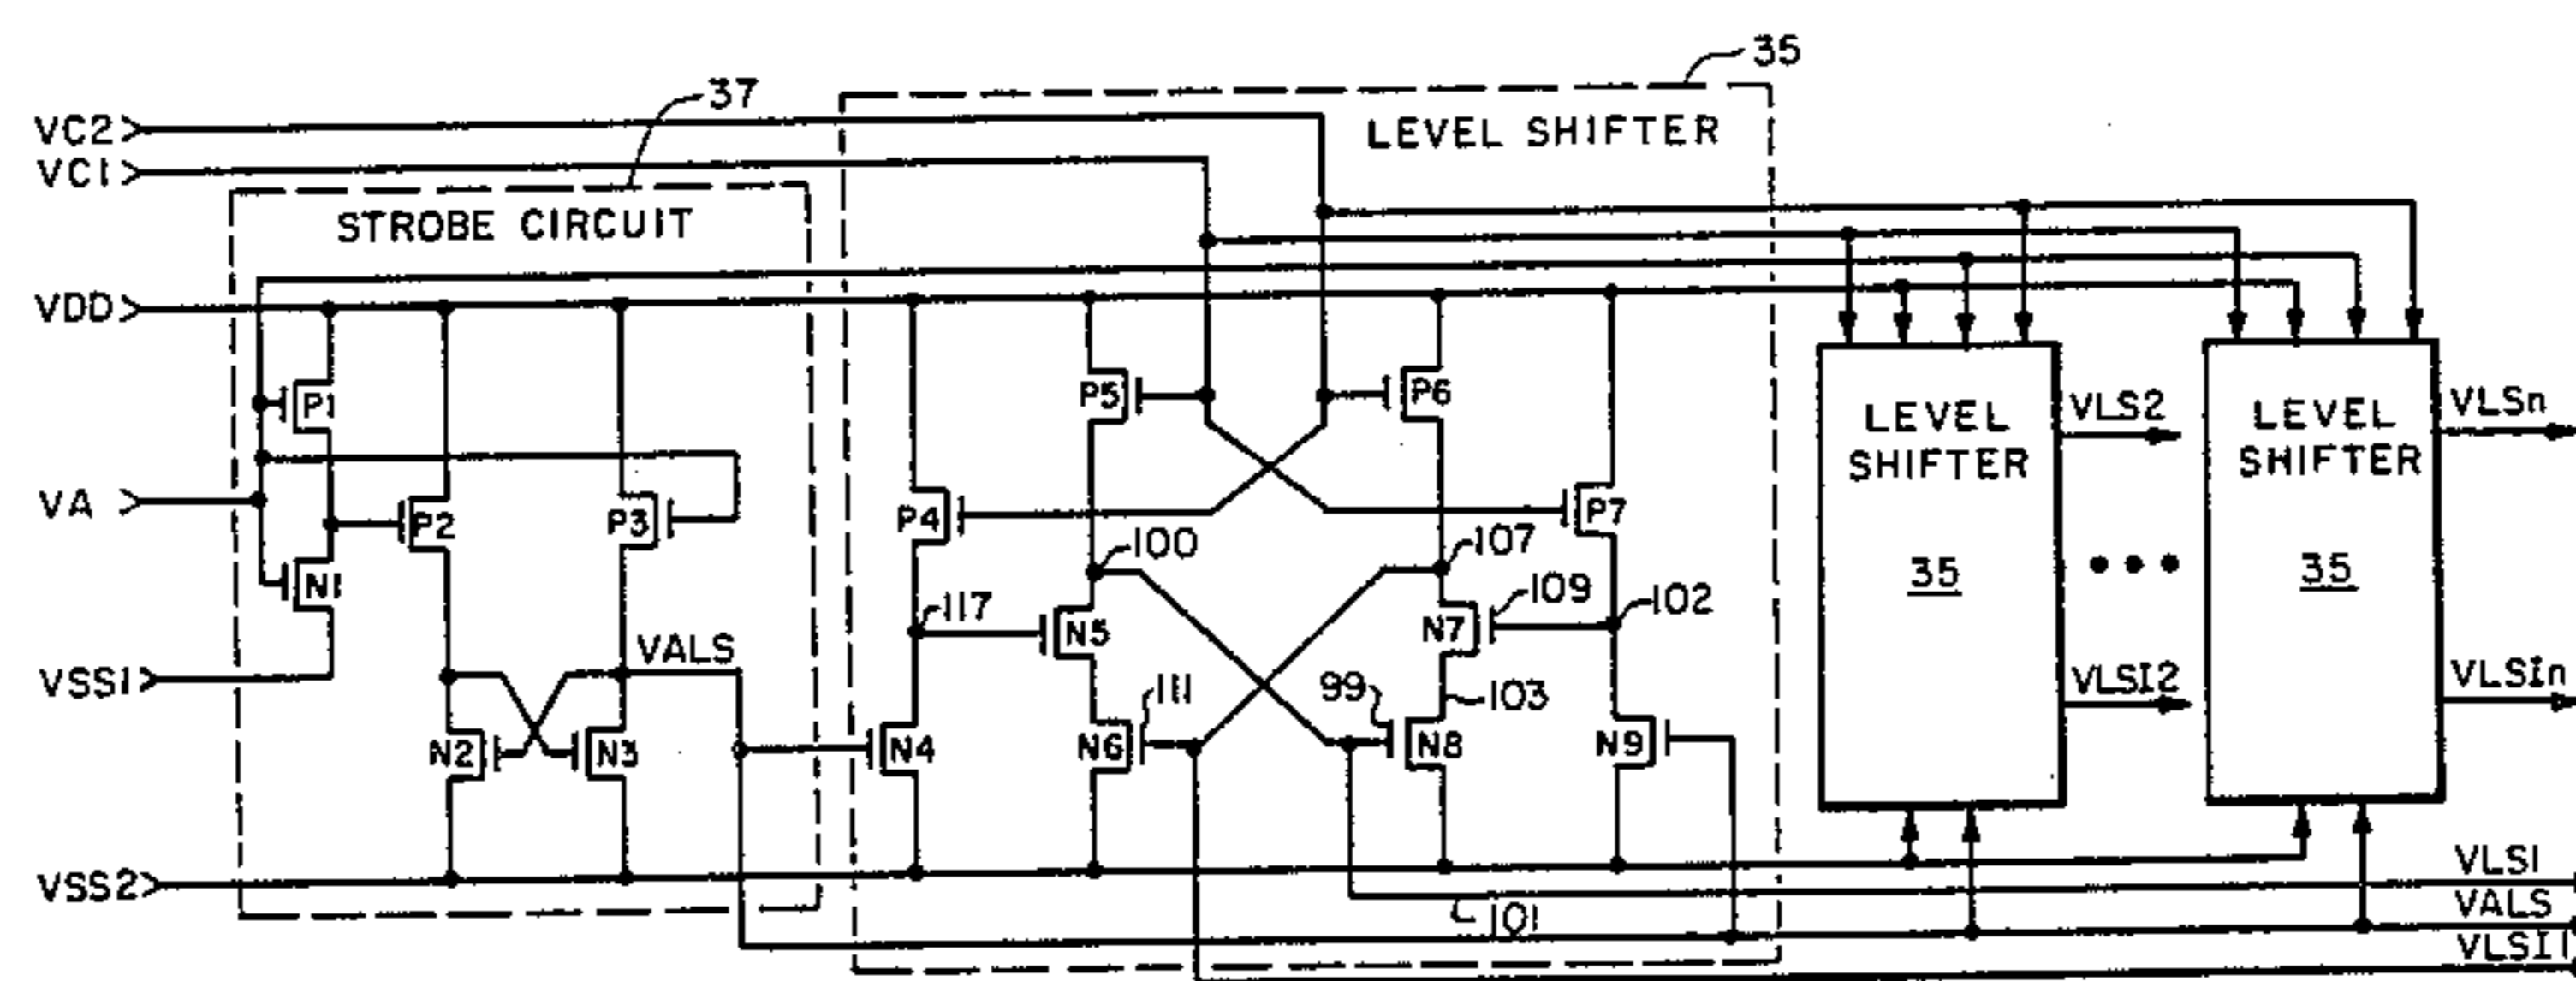 35
37
VC2
LEVEL SHIFTER
VC1
STROBE CIRCUIT
VDD
P1
P5
P6
VLS2
VLSn
LEVEL
SHIFTER
LEVEL
SHIFTER
VA
P2
P3
P4
P7
100
107
N1
117
109
102
35
35
N5
N7
VALS
VSS1
111
99
103
VLSI2
VLSIn
N2
N3
N4
N6
N8
N9
VSS2
VLS1
101
VALS
VLSI1